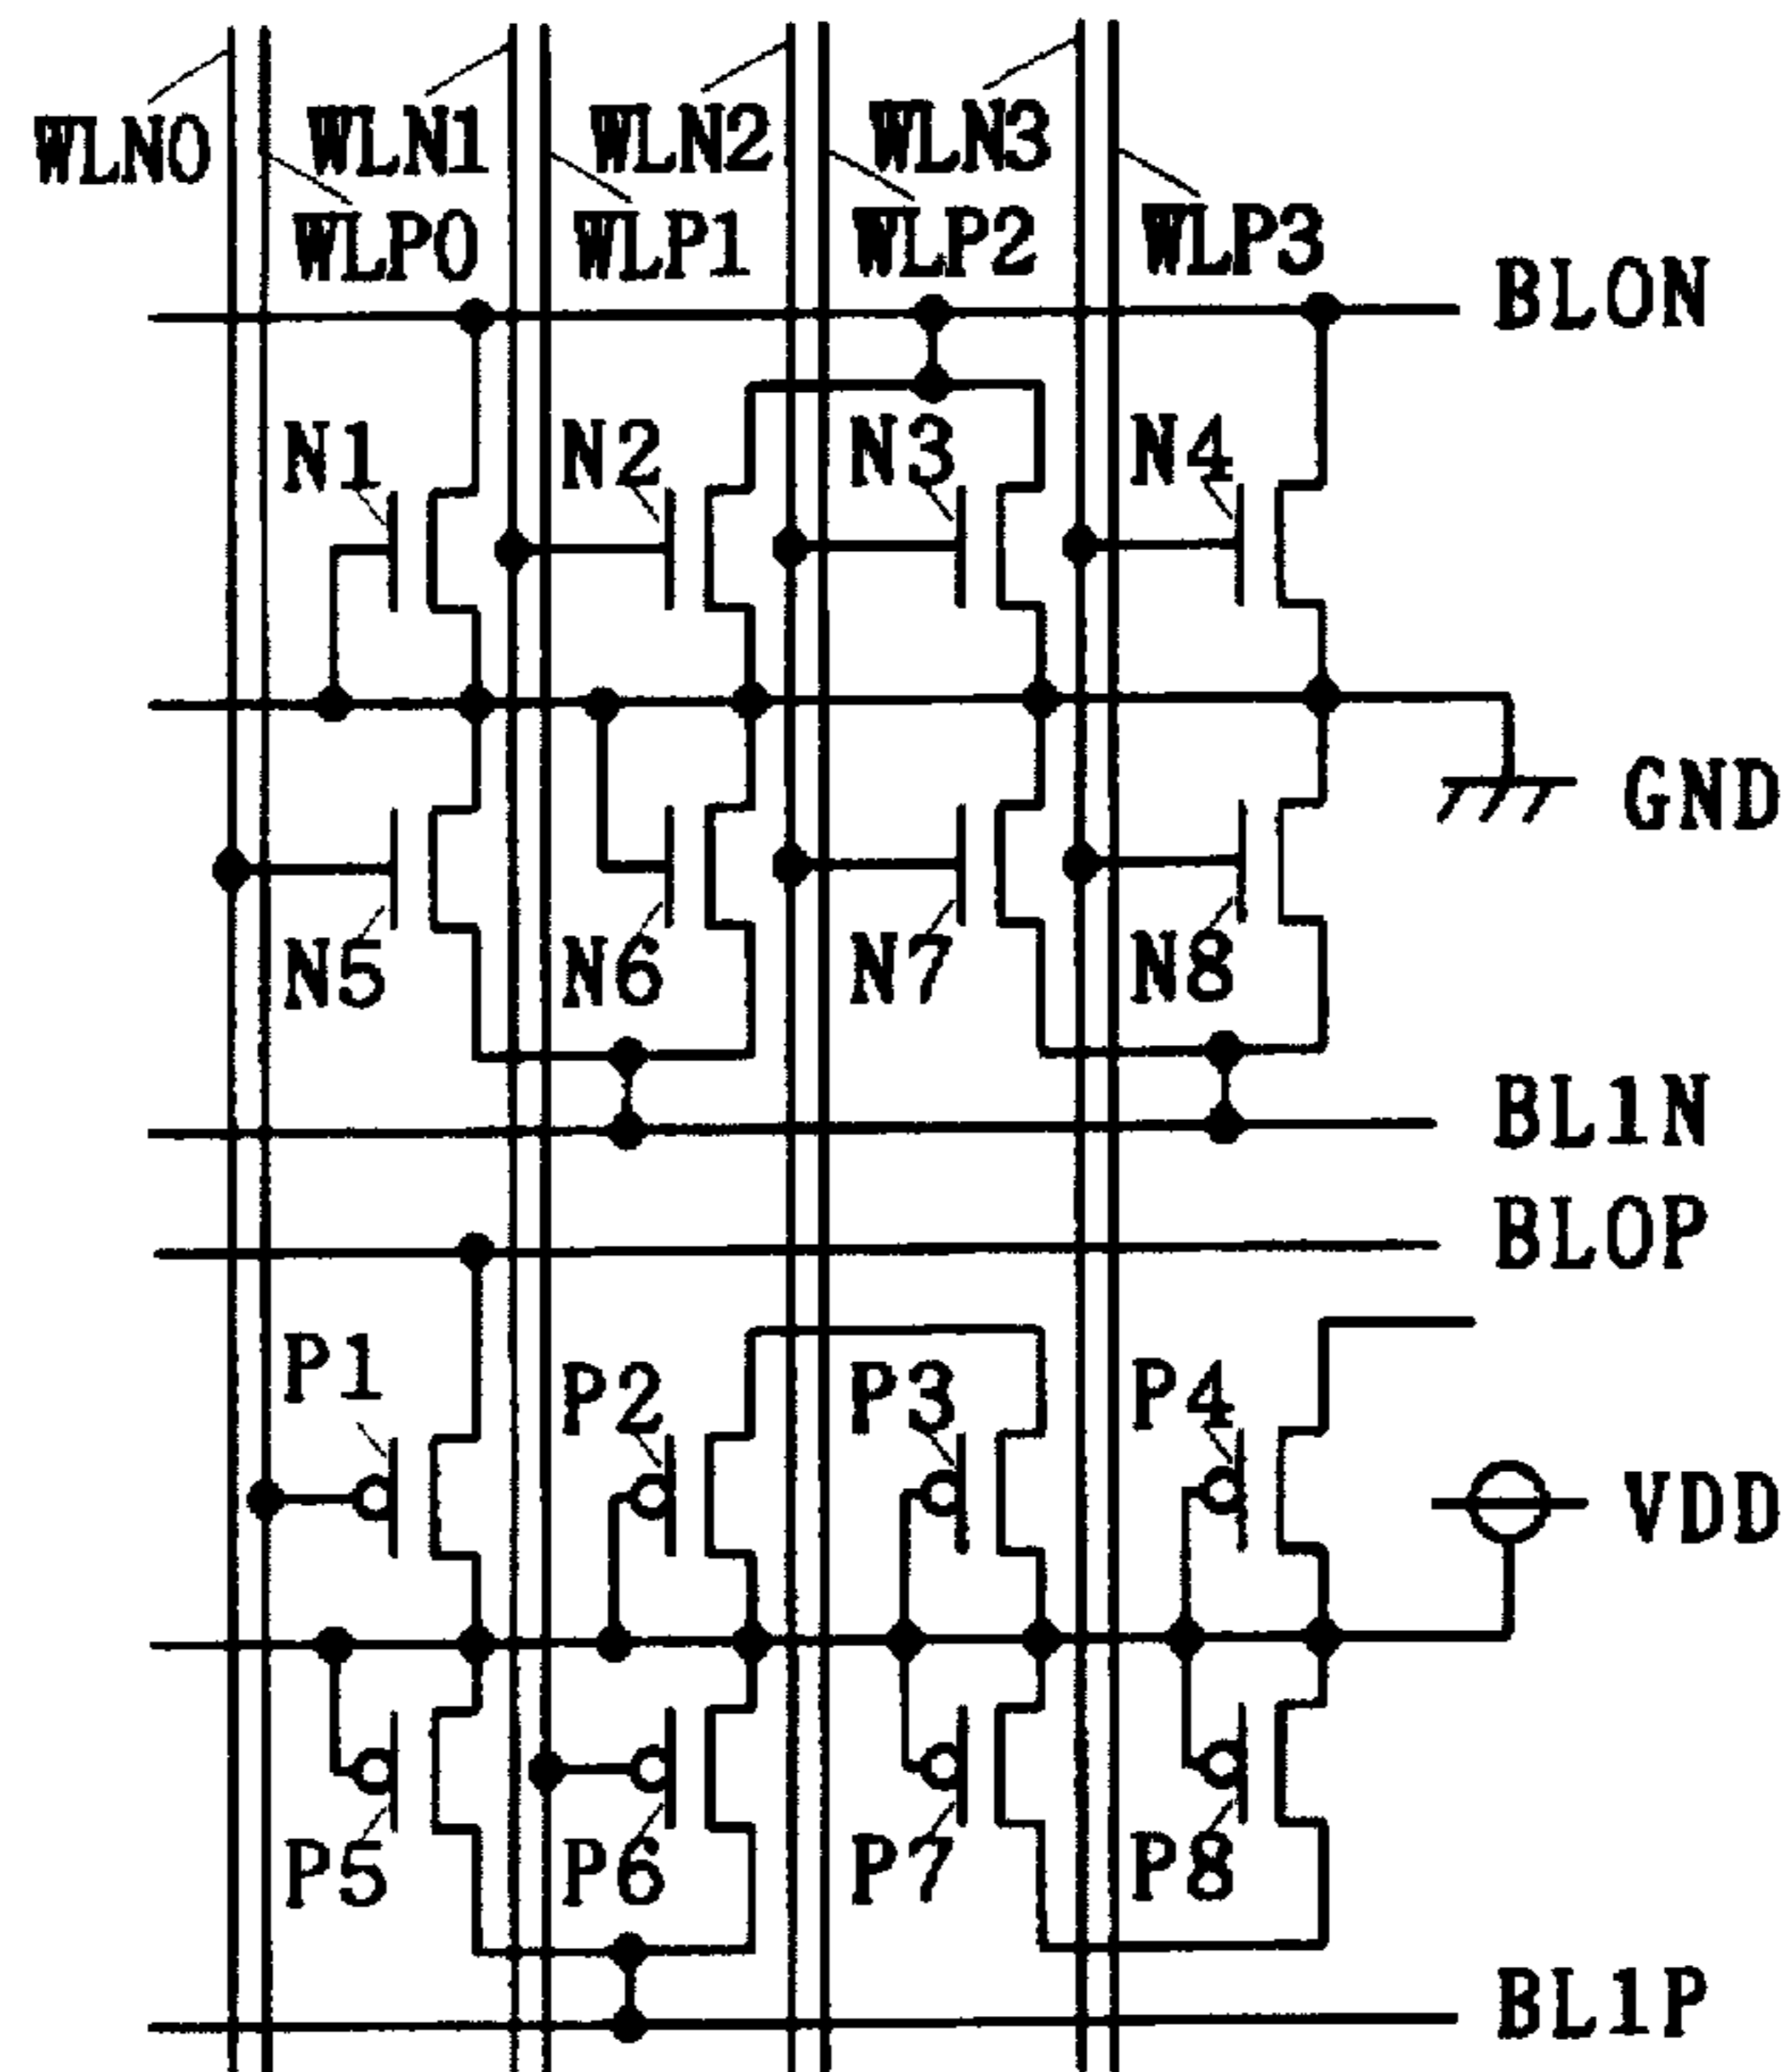 WLN0 WLN1 WLN2 WLN3
WLP0 WLP1 WLP2 WLP3
BL0N
N1 N2 N3 N4
GND
N5 N6 N7 N8
BL1N
BL0P
P1 P2 P3 P4
VDD
P5 P6 P7 P8
BL1P